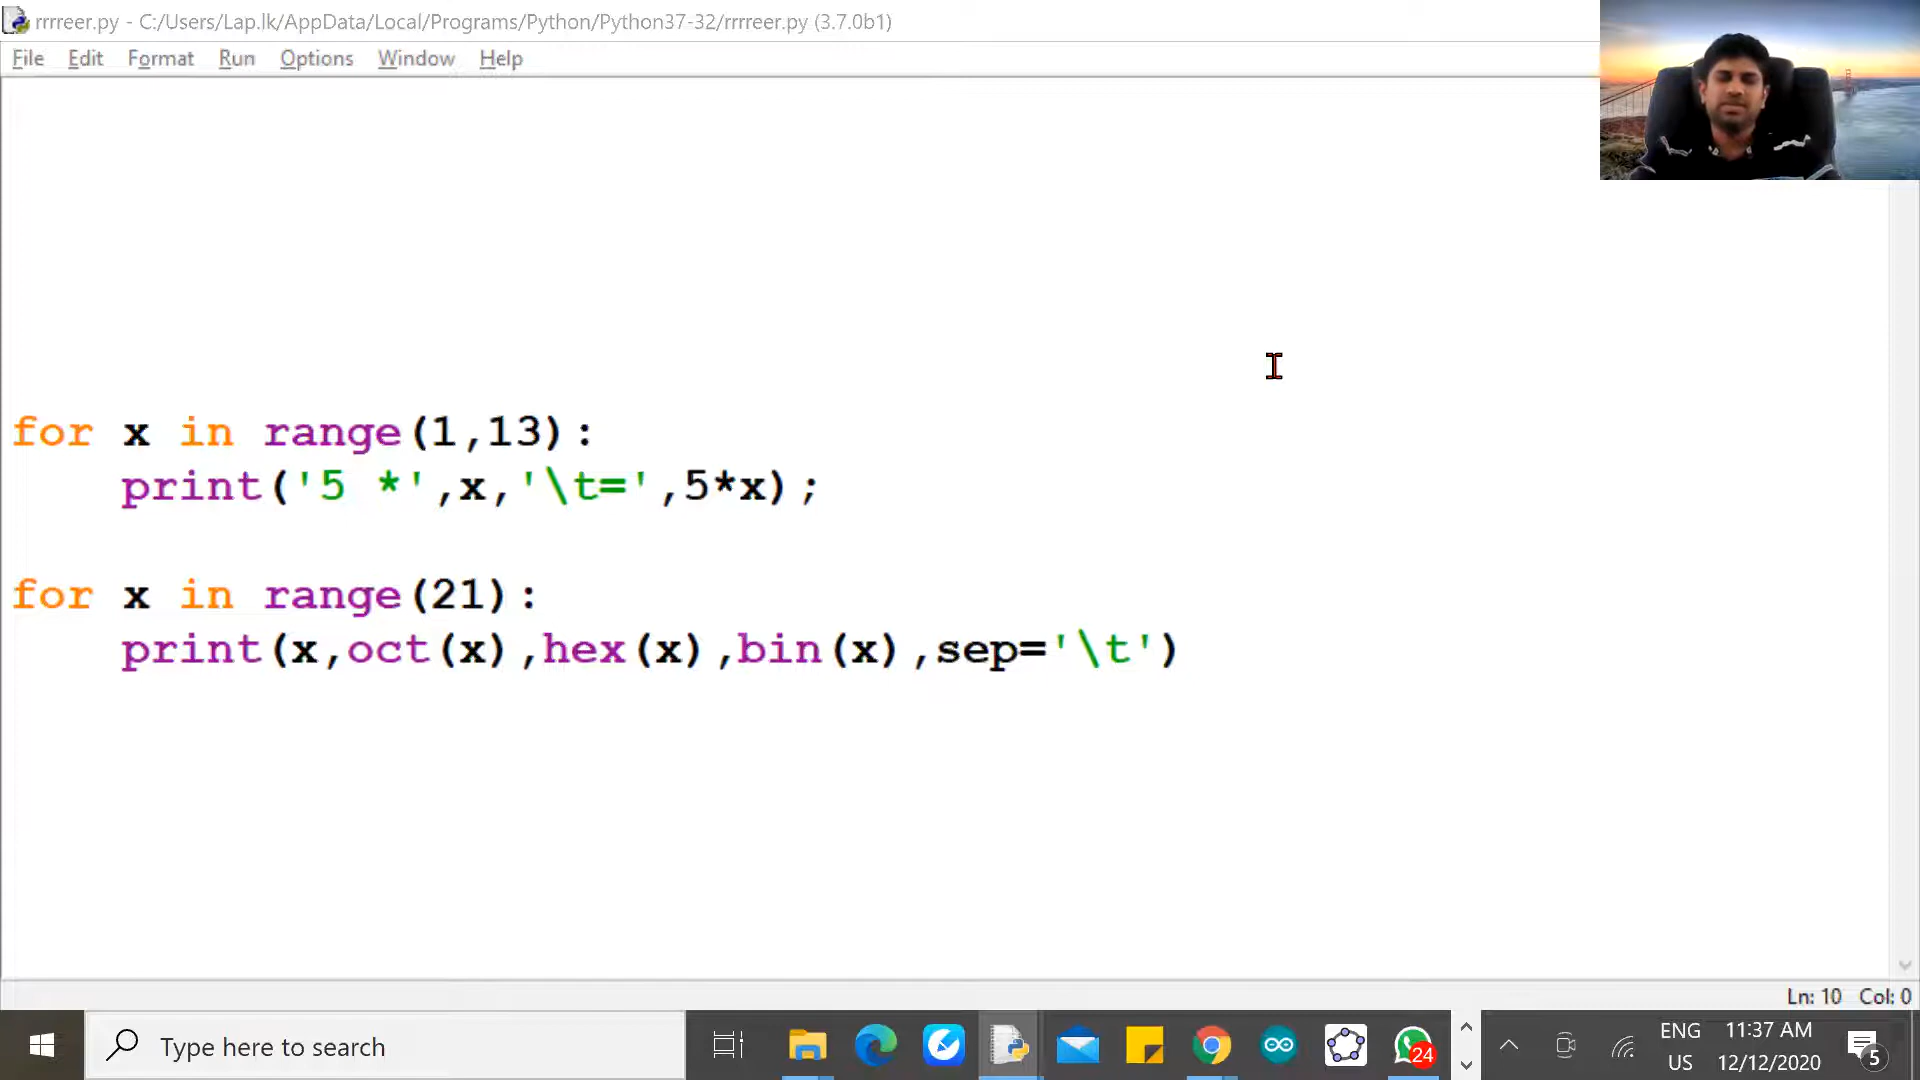 rrrreer.py - C:/Users/Lap.lk/AppData/Local/Programs/Python/Python37-32/rrrreer.py (3.7.0b1)
File Edit Format Run Options Window Help
for x in range(1,13):
    print('5 *',x,'\t=',5*x);
for x in range(21):
    print(x,oct(x),hex(x),bin(x),sep='\t')
Ln: 10 Col: 0
Type here to search
24
ENG
US
11:37 AM
12/12/2020
5